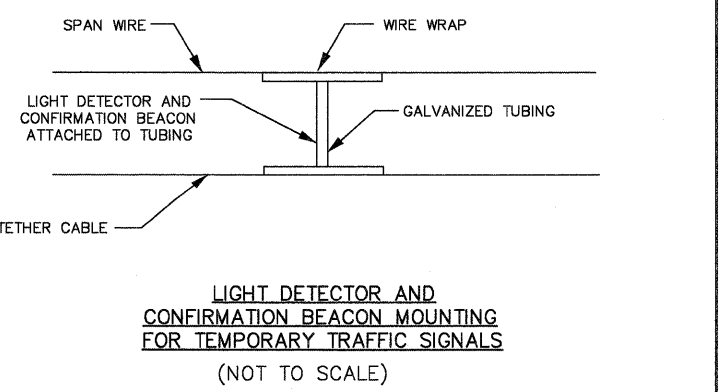 SPAN WIRE
WIRE WRAP
LIGHT DETECTOR AND
CONFIRMATION BEACON
ATTACHED TO TUBING
GALVANIZED TUBING
TETHER CABLE
LIGHT DETECTOR AND
CONFIRMATION BEACON MOUNTING
FOR TEMPORARY TRAFFIC SIGNALS
(NOT TO SCALE)